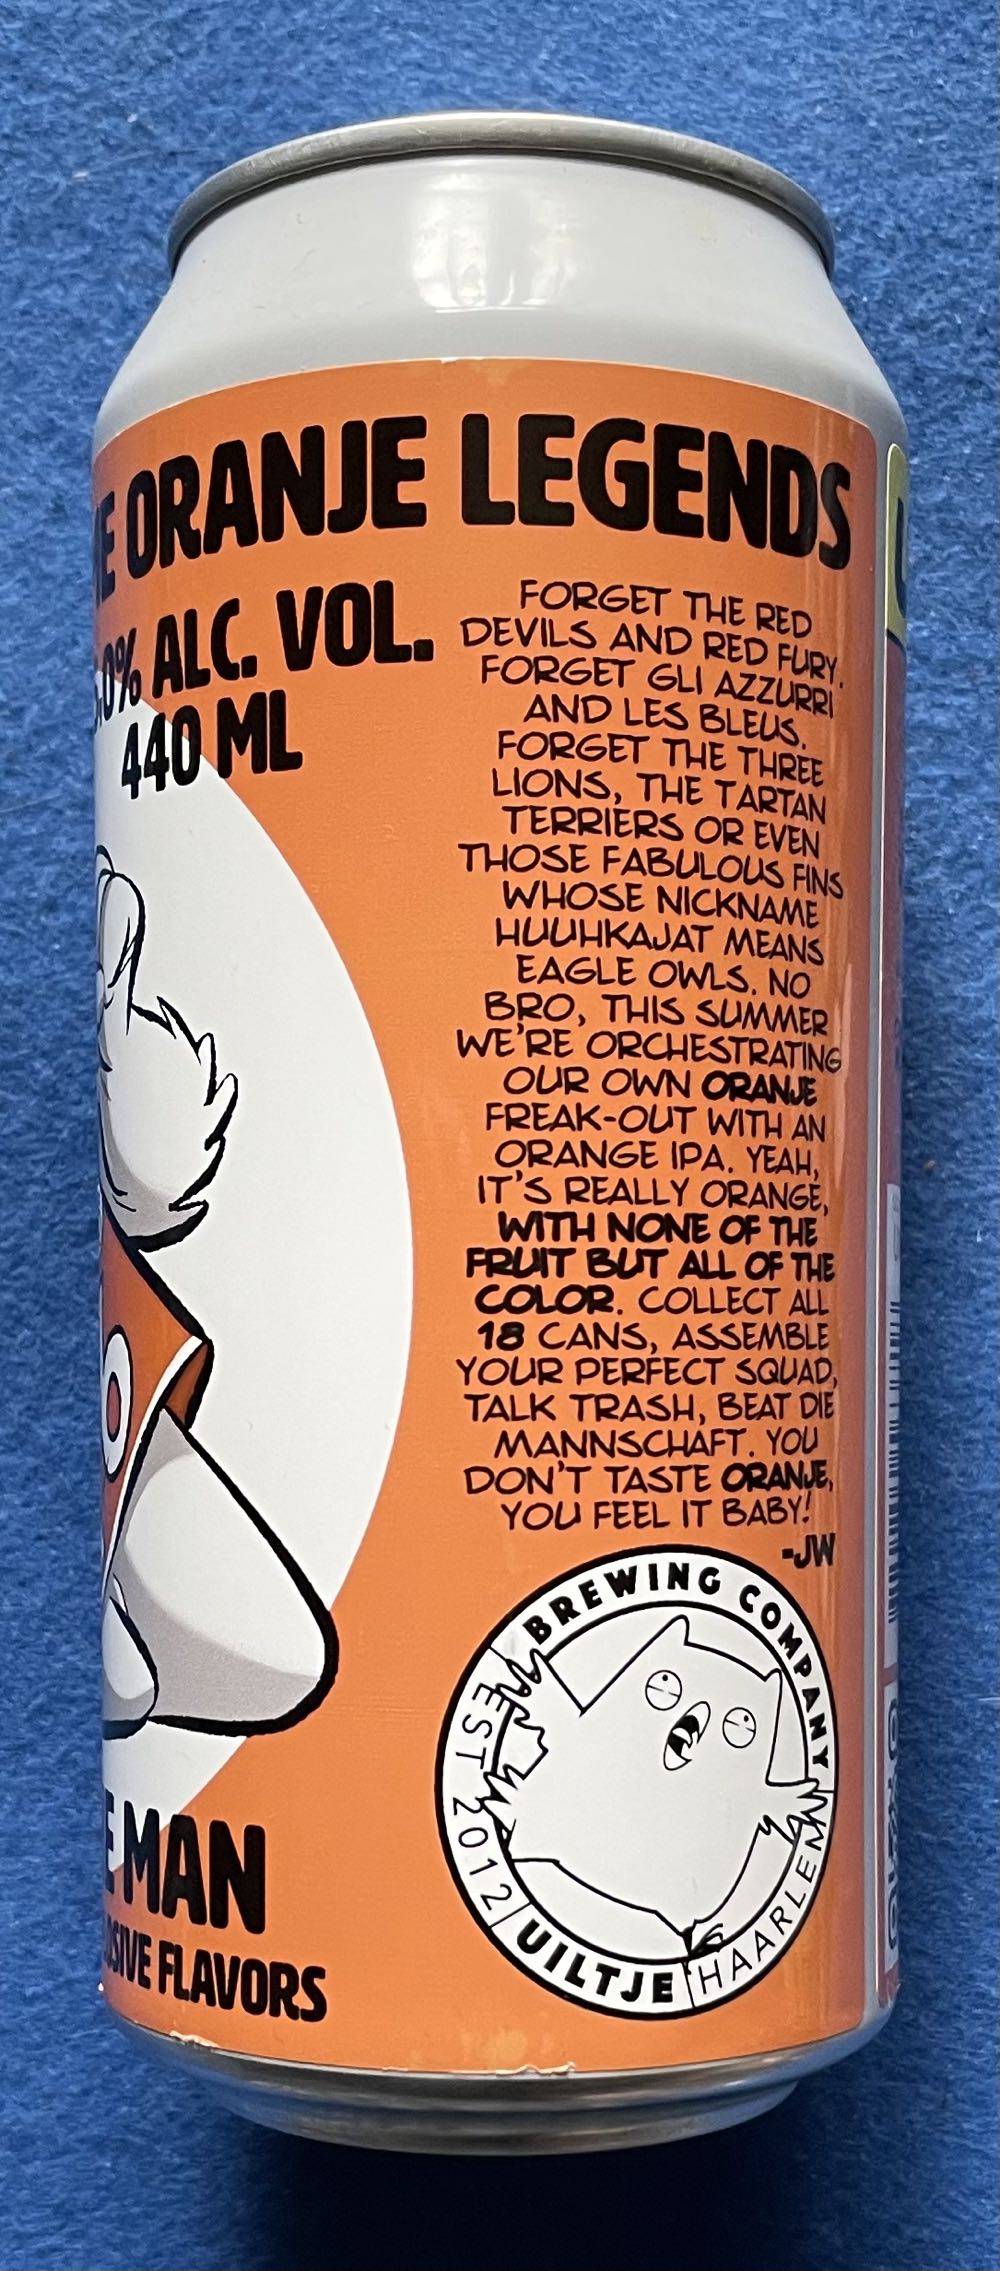 ORANJE LEGENDS
.0% ALC. VOL.
440 ML
FORGET THE RED
DEVILS AND RED FURY.
FORGET GLI AZZURRI
AND LES BLEUS.
FORGET THE THREE
LIONS, THE TARTAN
TERRIERS OR EVEN
THOSE FABULOUS FINS
WHOSE NICKNAME
HUUHKAJAT MEANS
EAGLE OWLS. NO
BRO, THIS SUMMER
WE'RE ORCHESTRATING
OUR OWN ORANJE
FREAK-OUT WITH AN
ORANGE IPA. YEAH,
IT'S REALLY ORANGE,
WITH NONE OF THE
FRUIT BUT ALL OF THE
COLOR. COLLECT ALL
18 CANS, ASSEMBLE
YOUR PERFECT SQUAD,
TALK TRASH, BEAT DIE
MANNSCHAFT. YOU
DON'T TASTE ORANJE,
YOU FEEL IT BABY!
-JW
BREWING COMPANY
EST 2012
UILTJE
HAARLEM
MAN
FLAVORS